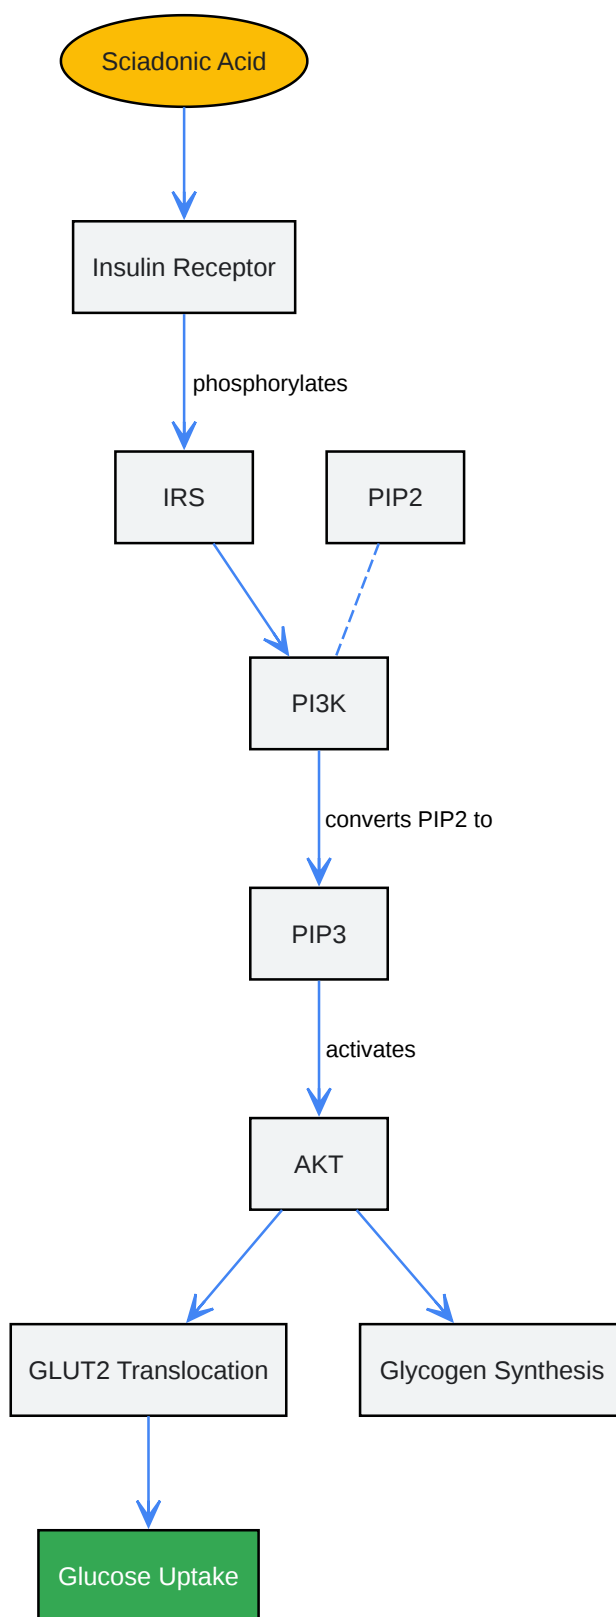 Sciadonic Acid
Insulin Receptor
phosphorylates
IRS
PIP2
PI3K
converts PIP2 to
PIP3
activates
AKT
GLUT2 Translocation
Glycogen Synthesis
Glucose Uptake